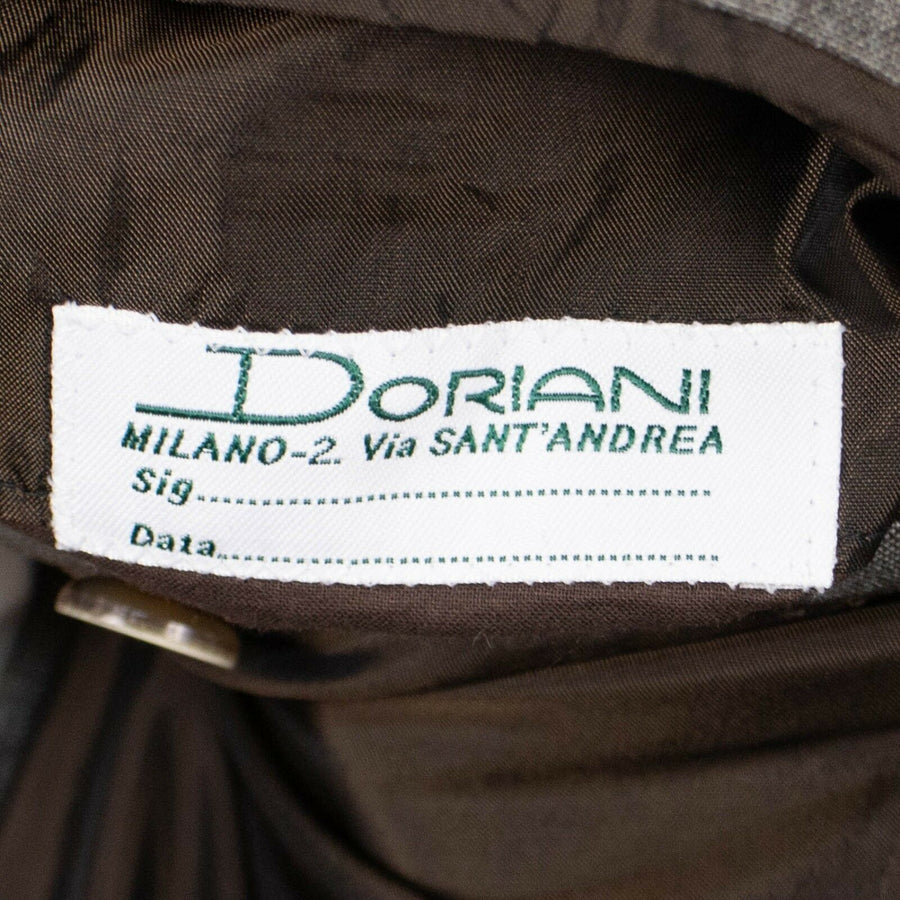 DORIANI
MILANO-2. Via SANT'ANDREA
Sig.......................................................
Data.....................................................